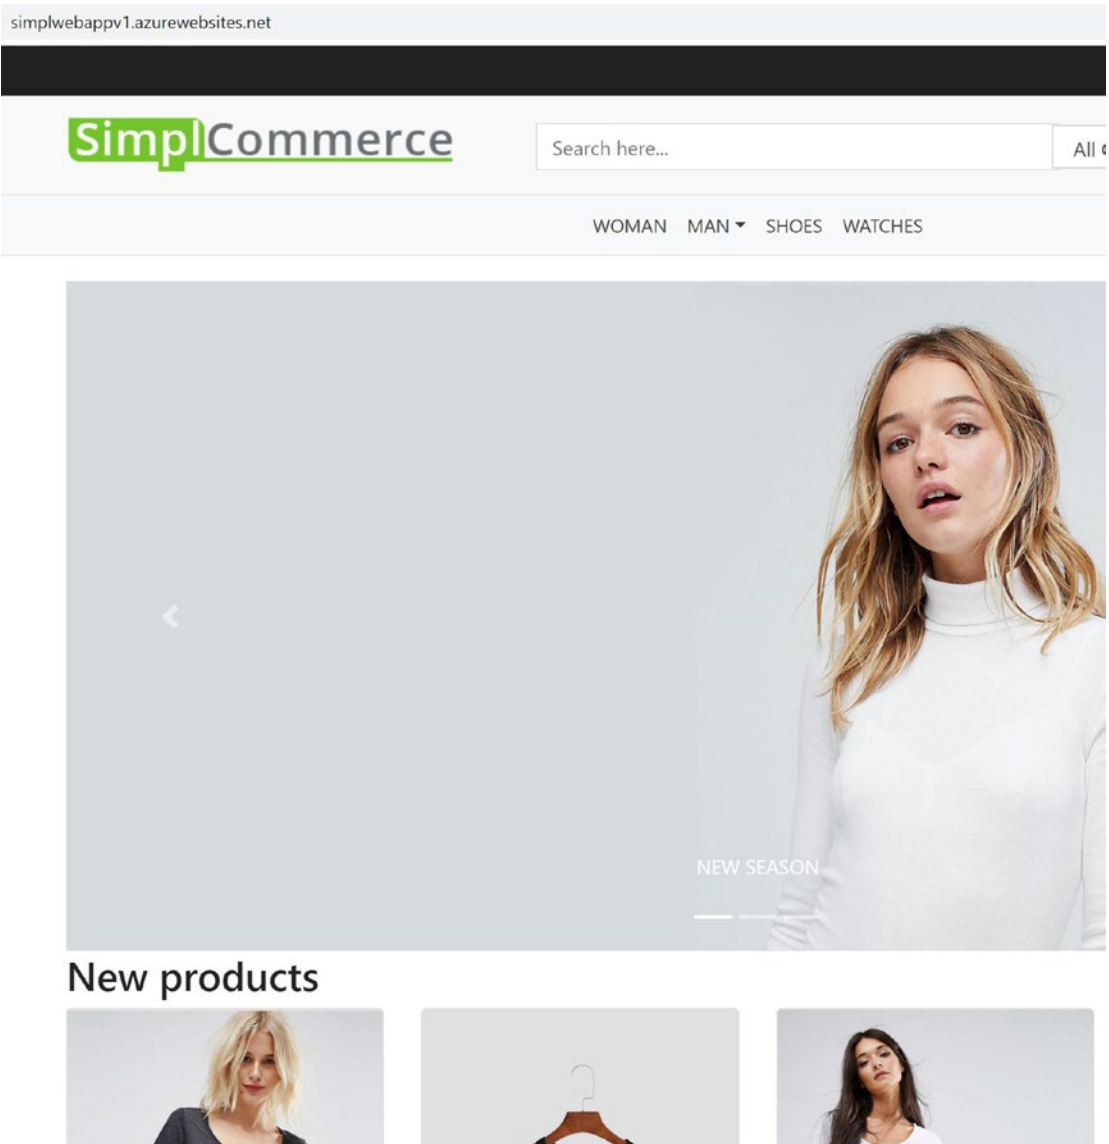 simplwebappv1.azurewebsites.net
SimplCommerce
Search here... All
WOMAN MAN SHOES WATCHES
NEW SEASON
New products